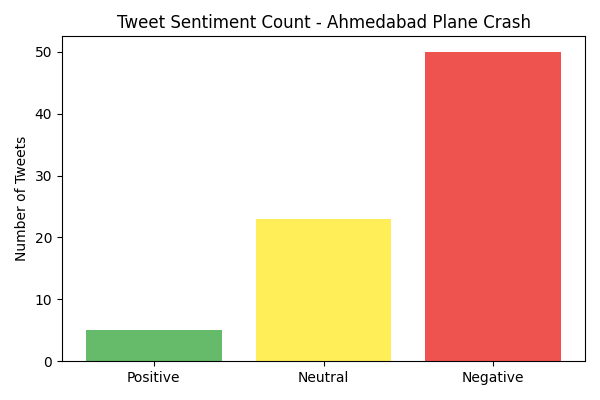 Tweet Sentiment Count - Ahmedabad Plane Crash
Number of Tweets
50
40
30
20
10
0
Positive
Neutral
Negative